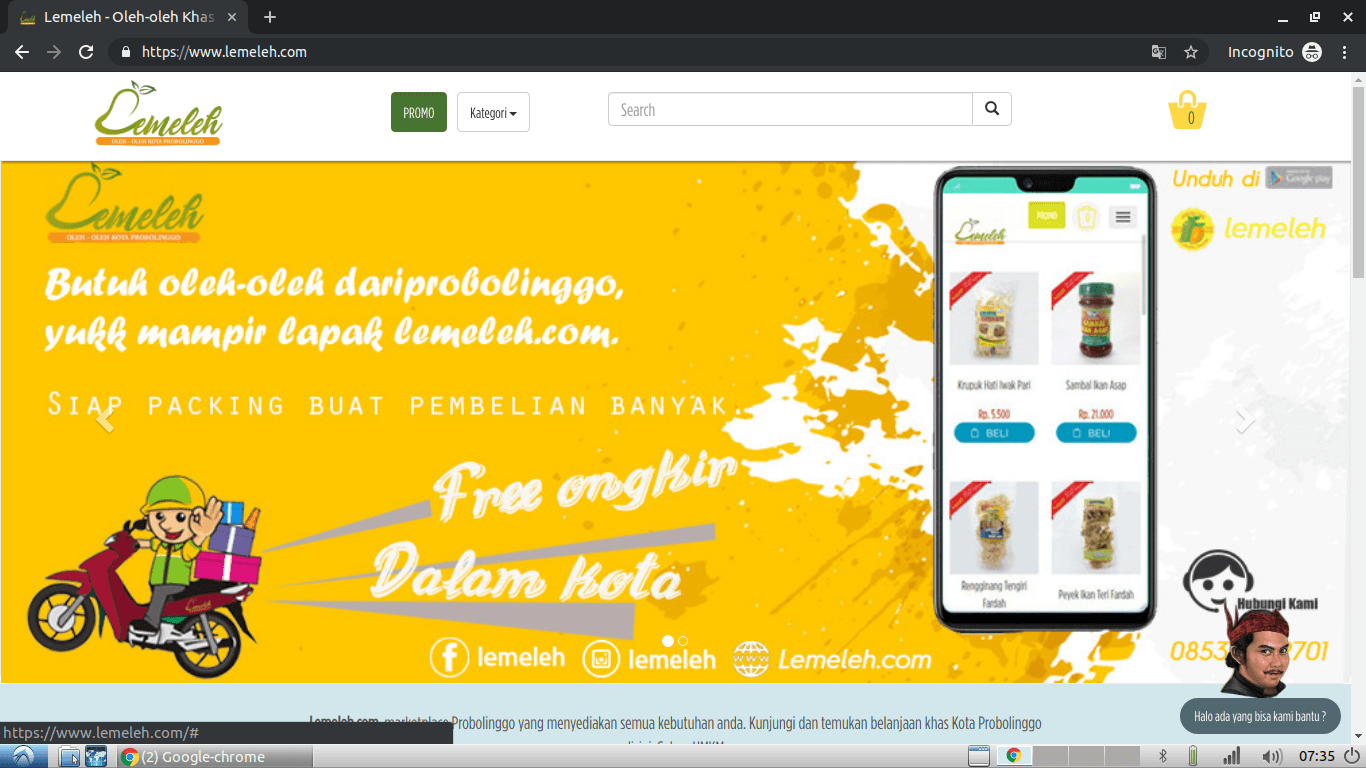 Lemeleh - Oleh-oleh Khas
https://www.lemeleh.com
Incognito
Lemeleh
OLEH - OLEH KOTA PROBOLINGGO
PROMO
Kategori
Search
0
Lemeleh
OLEH - OLEH KOTA PROBOLINGGO
Butuh oleh-oleh dariprobolinggo,
yukk mampir lapak lemeleh.com.
SIAP PACKING BUAT PEMBELIAN BANYAK.
Free ongkir
Dalam kota
Lemeleh
lemeleh
lemeleh
Lemeleh.com
Lemeleh
PROMO
0
Krupuk Hati Iwak Pari
Sambal Ikan Asap
Rp. 5.500
Rp. 21.000
BELI
BELI
Rengginang Tengiri
Fardah
Peyek Ikan Teri Fardah
Unduh di
Google play
lemeleh
Hubungi Kami
0853
701
Halo ada yang bisa kami bantu ?
Lemeleh.com, marketplace Probolinggo yang menyediakan semua kebutuhan anda. Kunjungi dan temukan belanjaan khas Kota Probolinggo
https://www.lemeleh.com/#
(2) Google-chrome
07:35